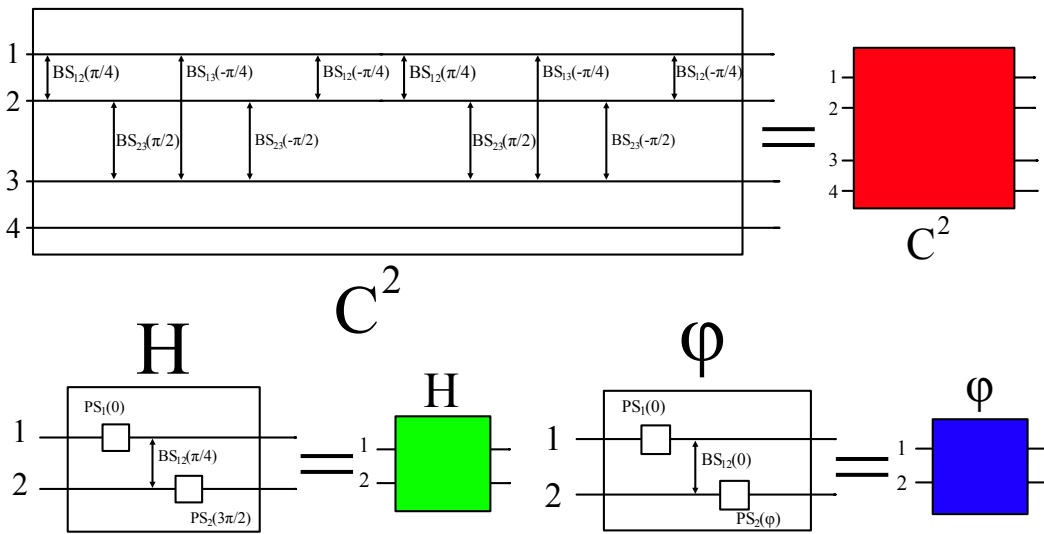 1
BS₁₂(π/4) BS₁₃(-π/4) BS₁₂(-π/4) BS₁₂(π/4) BS₁₃(-π/4) BS₁₂(-π/4)
2
BS₂₃(π/2) BS₂₃(-π/2) BS₂₃(π/2) BS₂₃(-π/2)
3
4
=
1
2
3
4
C²
C²
H
PS₁(0)
1
BS₁₂(π/4)
2
PS₂(3π/2)
=
H
1
2
φ
PS₁(0)
1
BS₁₂(0)
2
PS₂(φ)
=
φ
1
2